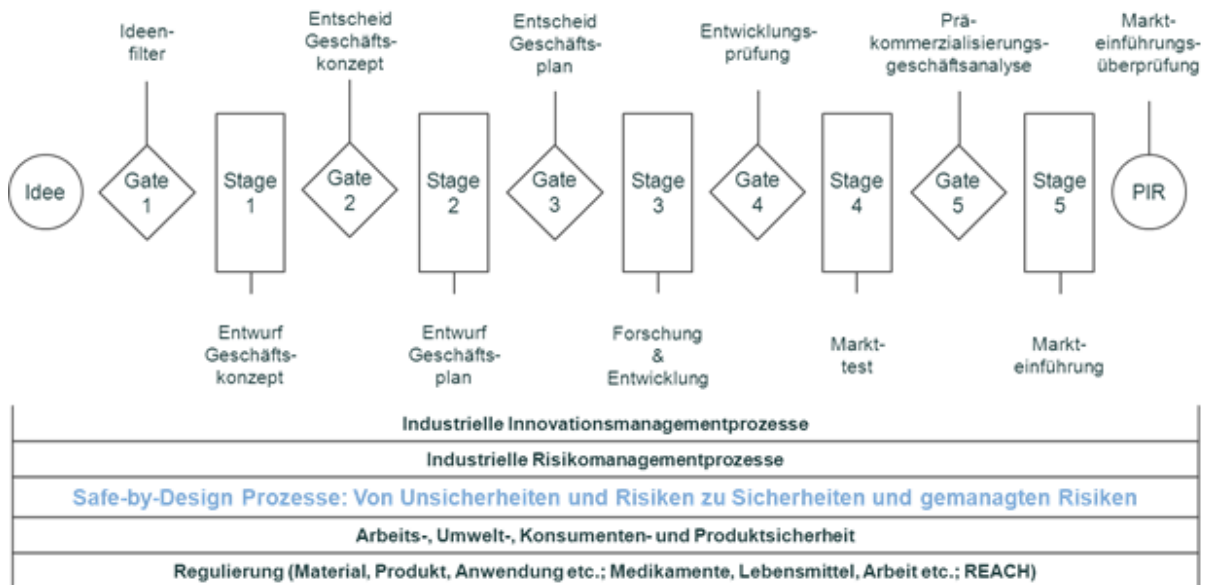 Ideen-
filter
Entscheid
Geschäfts-
konzept
Entscheid
Geschäfts-
plan
Entwicklungs-
prüfung
Prä-
kommerzialisierungs-
geschäftsanalyse
Markt-
einführungs-
überprüfung
Idee
Gate
1
Stage
1
Gate
2
Stage
2
Gate
3
Stage
3
Gate
4
Stage
4
Gate
5
Stage
5
PIR
Entwurf
Geschäfts-
konzept
Entwurf
Geschäfts-
plan
Forschung
&
Entwicklung
Markt-
test
Markt-
einführung
Industrielle Innovationsmanagementprozesse
Industrielle Risikomanagementprozesse
Safe-by-Design Prozesse: Von Unsicherheiten und Risiken zu Sicherheiten und gemanagten Risiken
Arbeits-, Umwelt-, Konsumenten- und Produktsicherheit
Regulierung (Material, Produkt, Anwendung etc.; Medikamente, Lebensmittel, Arbeit etc.; REACH)